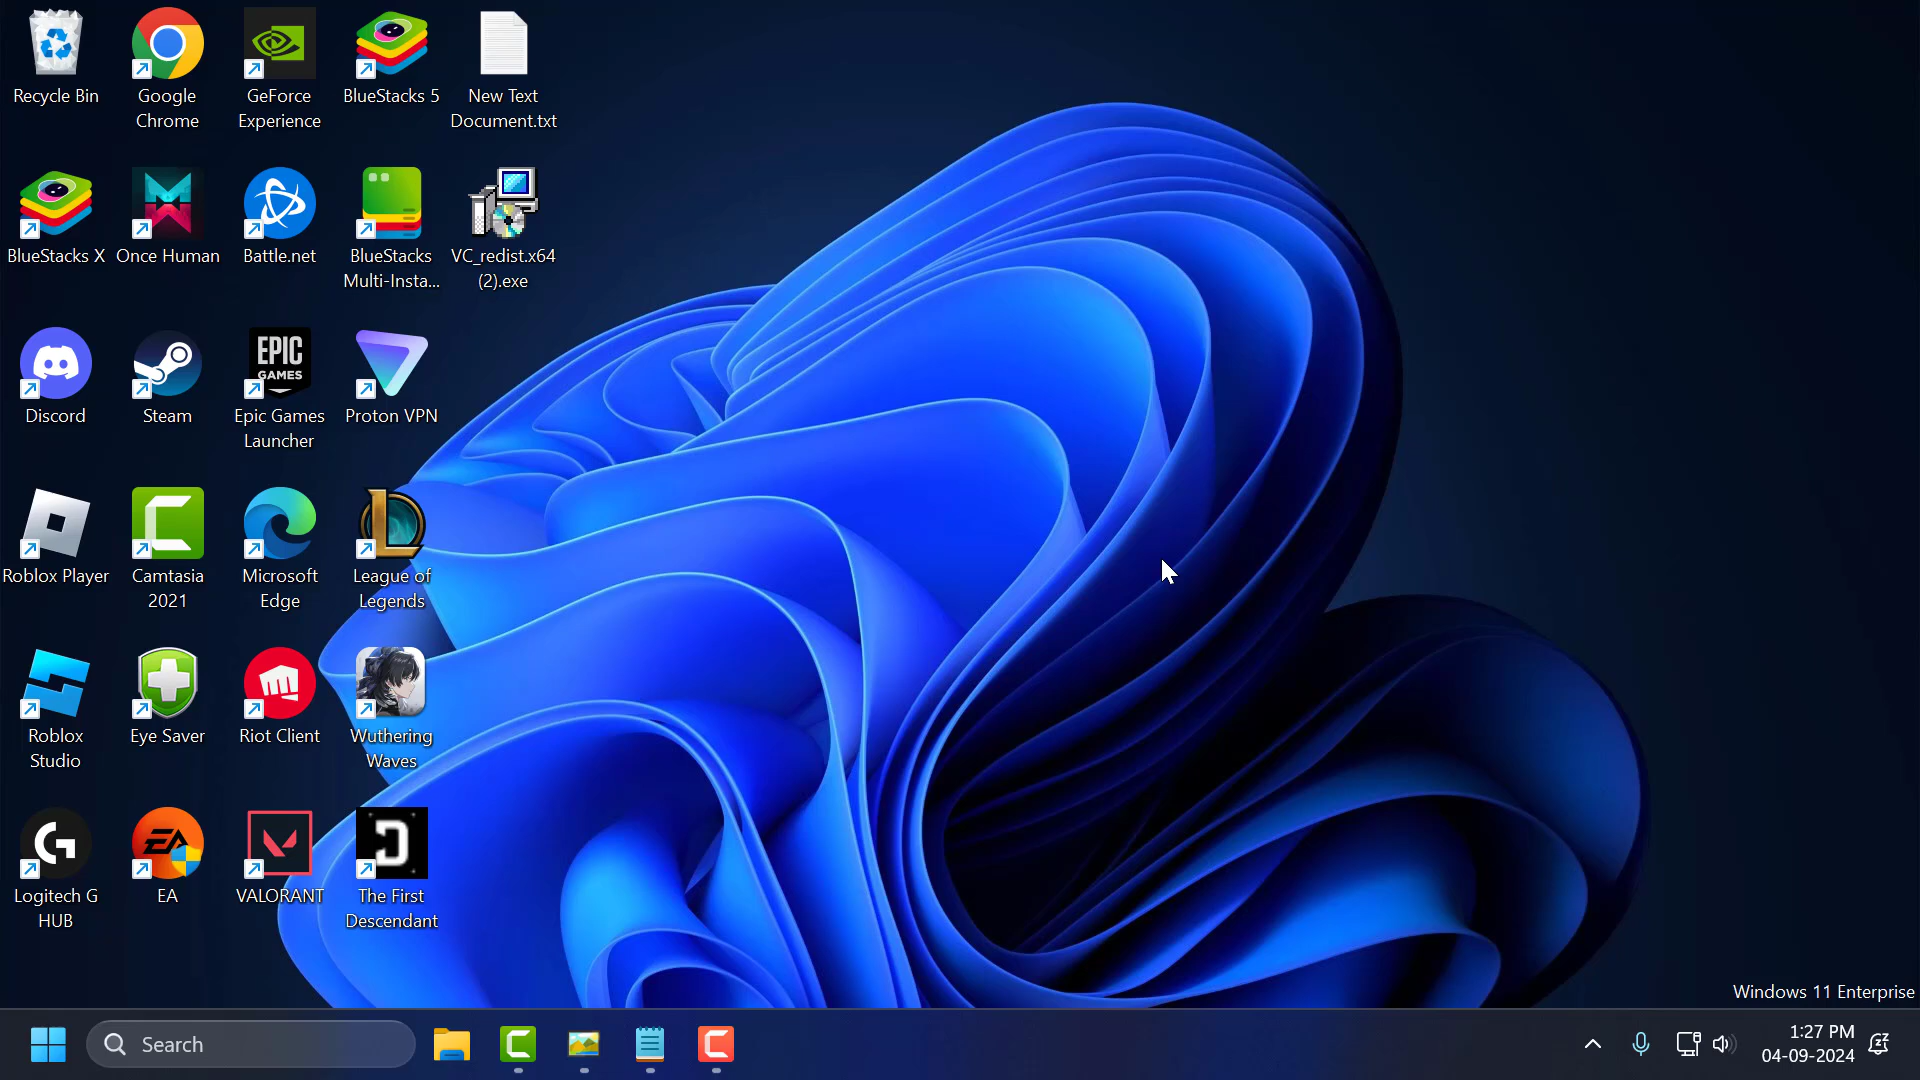 Recycle Bin
Google
Chrome
GeForce
Experience
BlueStacks 5
New Text
Document.txt
BlueStacks X
Once Human
Battle.net
BlueStacks
Multi-Insta...
VC_redist.x64
(2).exe
Discord
Steam
EPIC
GAMES
Epic Games
Launcher
Proton VPN
Roblox Player
Camtasia
2021
Microsoft
Edge
League of
Legends
Roblox
Studio
Eye Saver
Riot Client
Wuthering
Waves
Logitech G
HUB
EA
EA
VALORANT
The First
Descendant
Windows 11 Enterprise
Search
1:27 PM
04-09-2024